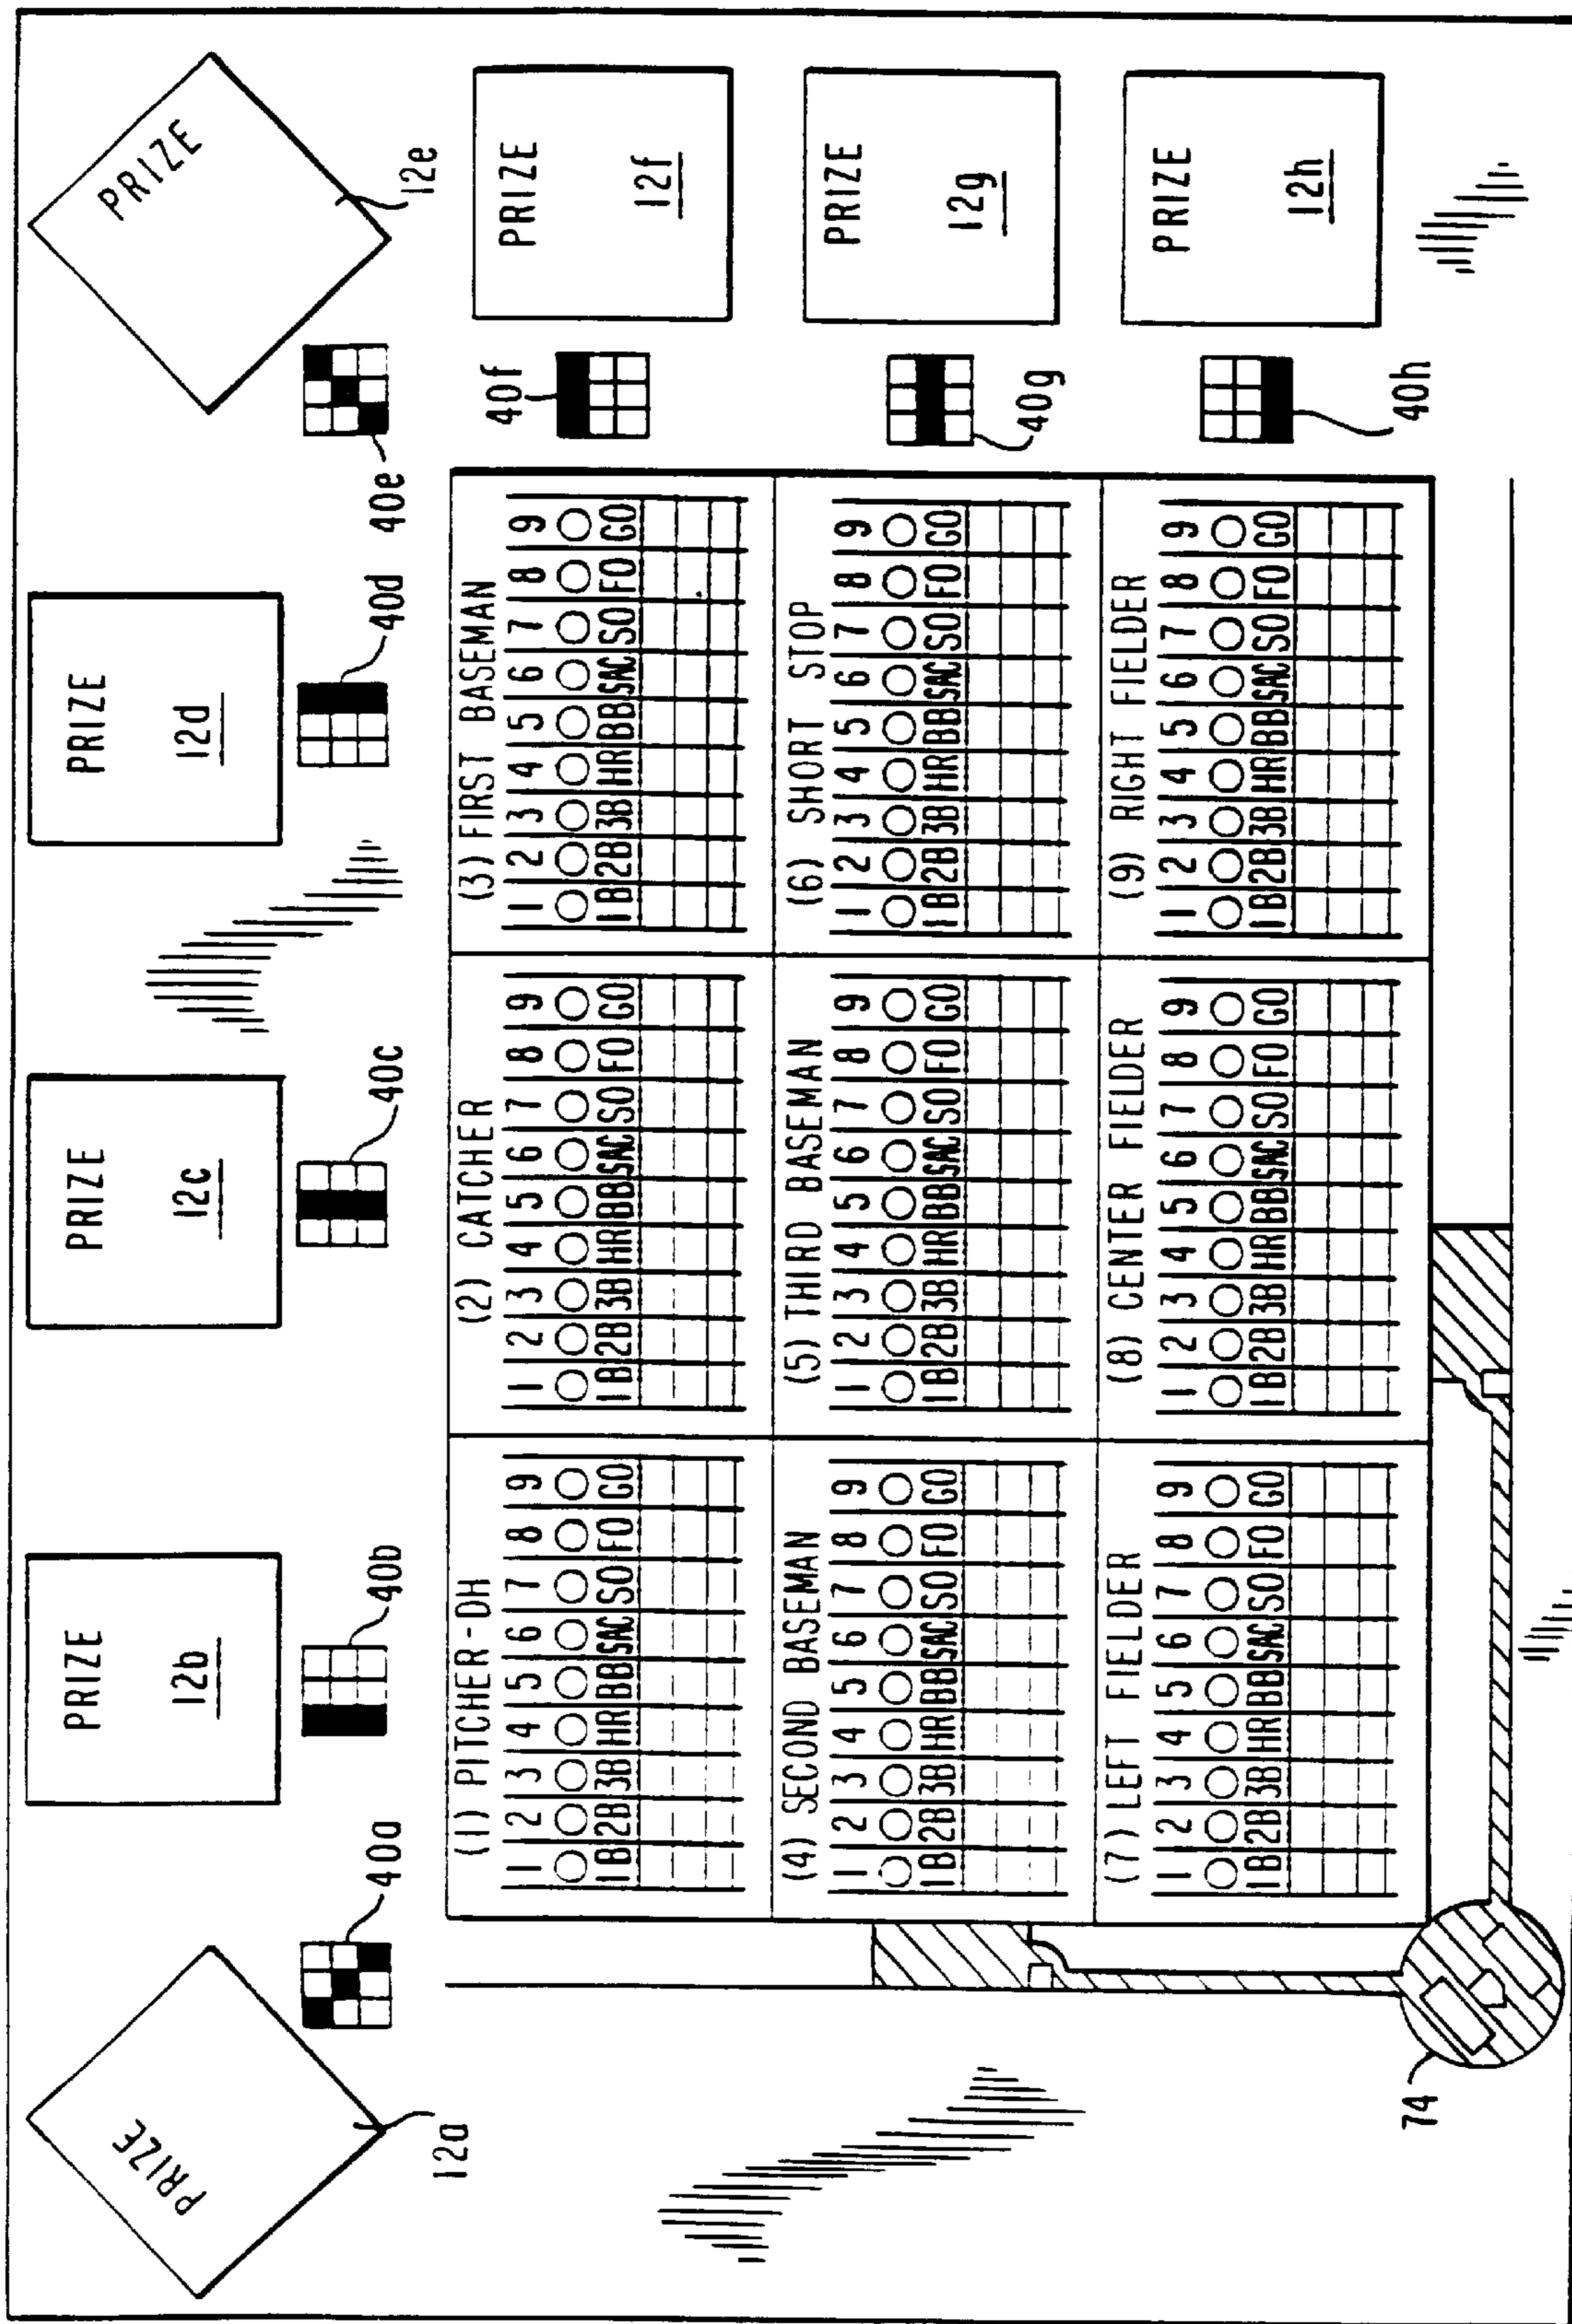 PRIZE
12a
40a
PRIZE
12b
40b
PRIZE
12c
40c
PRIZE
12d
40d
PRIZE
12e
40e
(1) PITCHER-DH
1 2 3 4 5 6 7 8 9
1B 2B 3B HR BB SAC SO FO GO
(2) CATCHER
1 2 3 4 5 6 7 8 9
1B 2B 3B HR BB SAC SO FO GO
(3) FIRST BASEMAN
1 2 3 4 5 6 7 8 9
1B 2B 3B HR BB SAC SO FO GO
40f
PRIZE
12f
(4) SECOND BASEMAN
1 2 3 4 5 6 7 8 9
1B 2B 3B HR BB SAC SO FO GO
(5) THIRD BASEMAN
1 2 3 4 5 6 7 8 9
1B 2B 3B HR BB SAC SO FO GO
(6) SHORT STOP
1 2 3 4 5 6 7 8 9
1B 2B 3B HR BB SAC SO FO GO
40g
PRIZE
12g
(7) LEFT FIELDER
1 2 3 4 5 6 7 8 9
1B 2B 3B HR BB SAC SO FO GO
(8) CENTER FIELDER
1 2 3 4 5 6 7 8 9
1B 2B 3B HR BB SAC SO FO GO
(9) RIGHT FIELDER
1 2 3 4 5 6 7 8 9
1B 2B 3B HR BB SAC SO FO GO
40h
PRIZE
12h
74